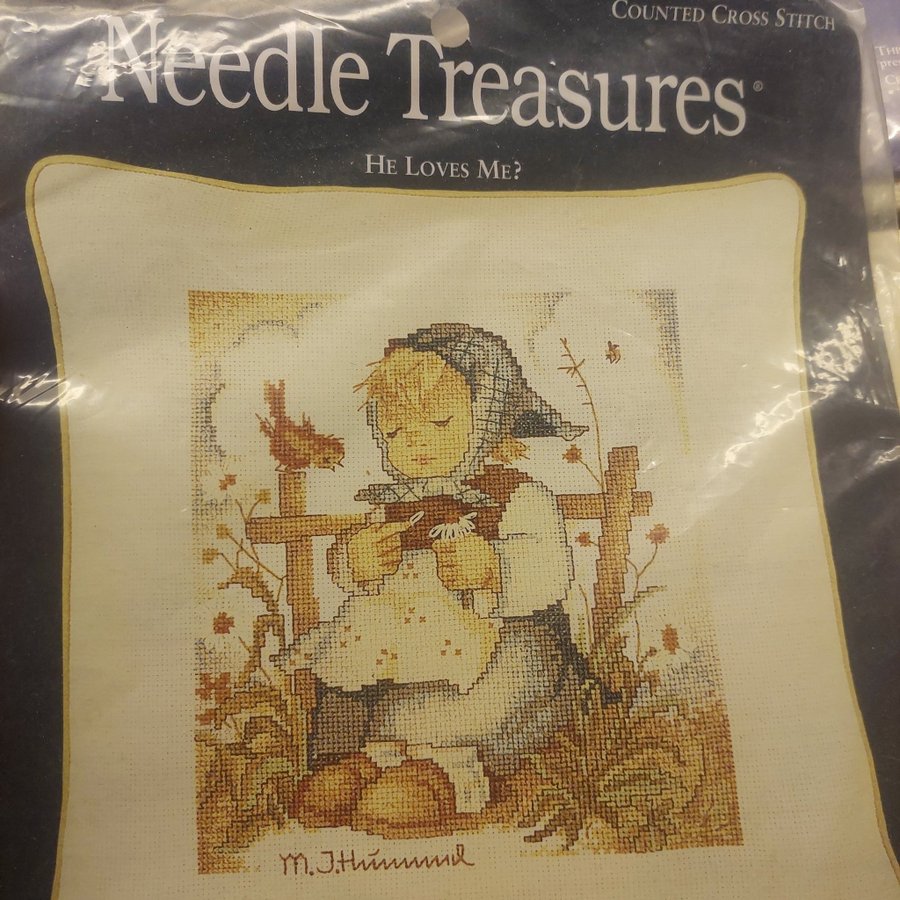 COUNTED CROSS STITCH
Needle Treasures®
HE LOVES ME?
M.J.Hummel